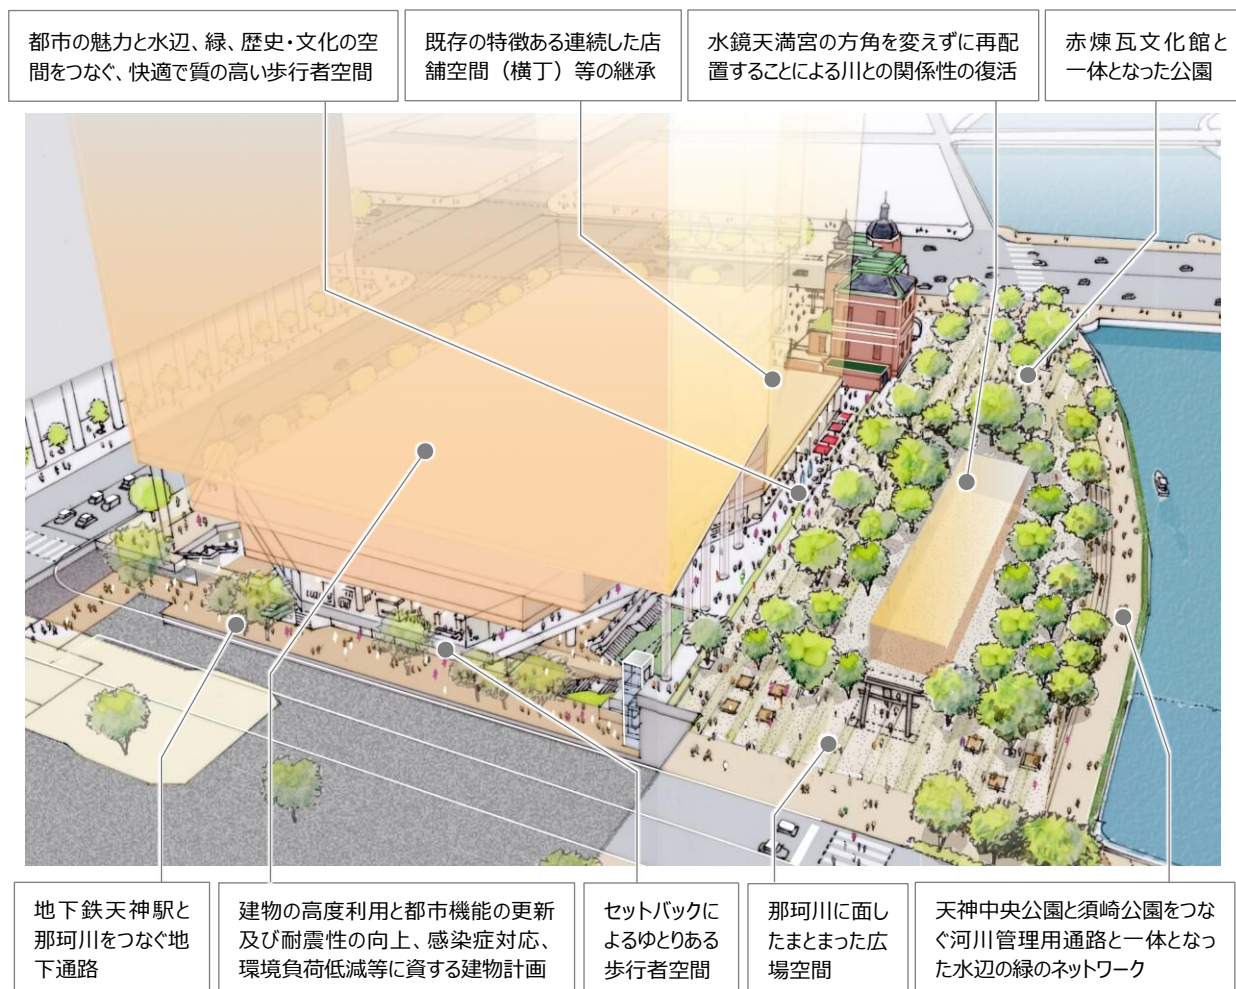 都市の魅力と水辺、緑、歴史・文化の空
間をつなぐ、快適で質の高い歩行者空間
既存の特徴ある連続した店
舗空間（横丁）等の継承
水鏡天満宮の方角を変えずに再配
置することによる川との関係性の復活
赤煉瓦文化館と
一体となった公園
地下鉄天神駅と
那珂川をつなぐ地
下通路
建物の高度利用と都市機能の更新
及び耐震性の向上、感染症対応、
環境負荷低減等に資する建物計画
セットバックに
よるゆとりある
歩行者空間
那珂川に面し
たまとまった広
場空間
天神中央公園と須崎公園をつな
ぐ河川管理用通路と一体となっ
た水辺の緑のネットワーク